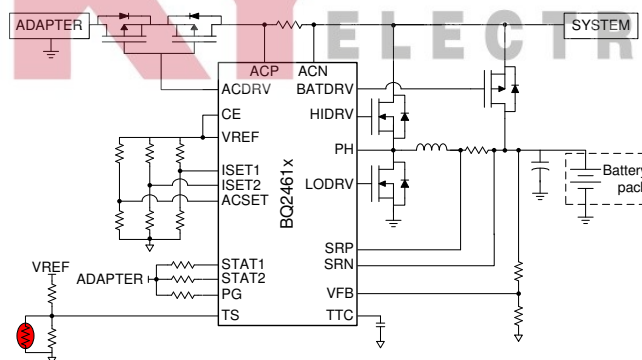 ADAPTER
SYSTEM
ELECTR
ACP
ACN
ACDRV
BATDRV
CE
HIDRV
VREF
PH
ISET1
ISET2
ACSET
LODRV
BQ2461x
SRP
SRN
STAT1
STAT2
PG
VFB
TS
TTC
VREF
ADAPTER
Battery
pack